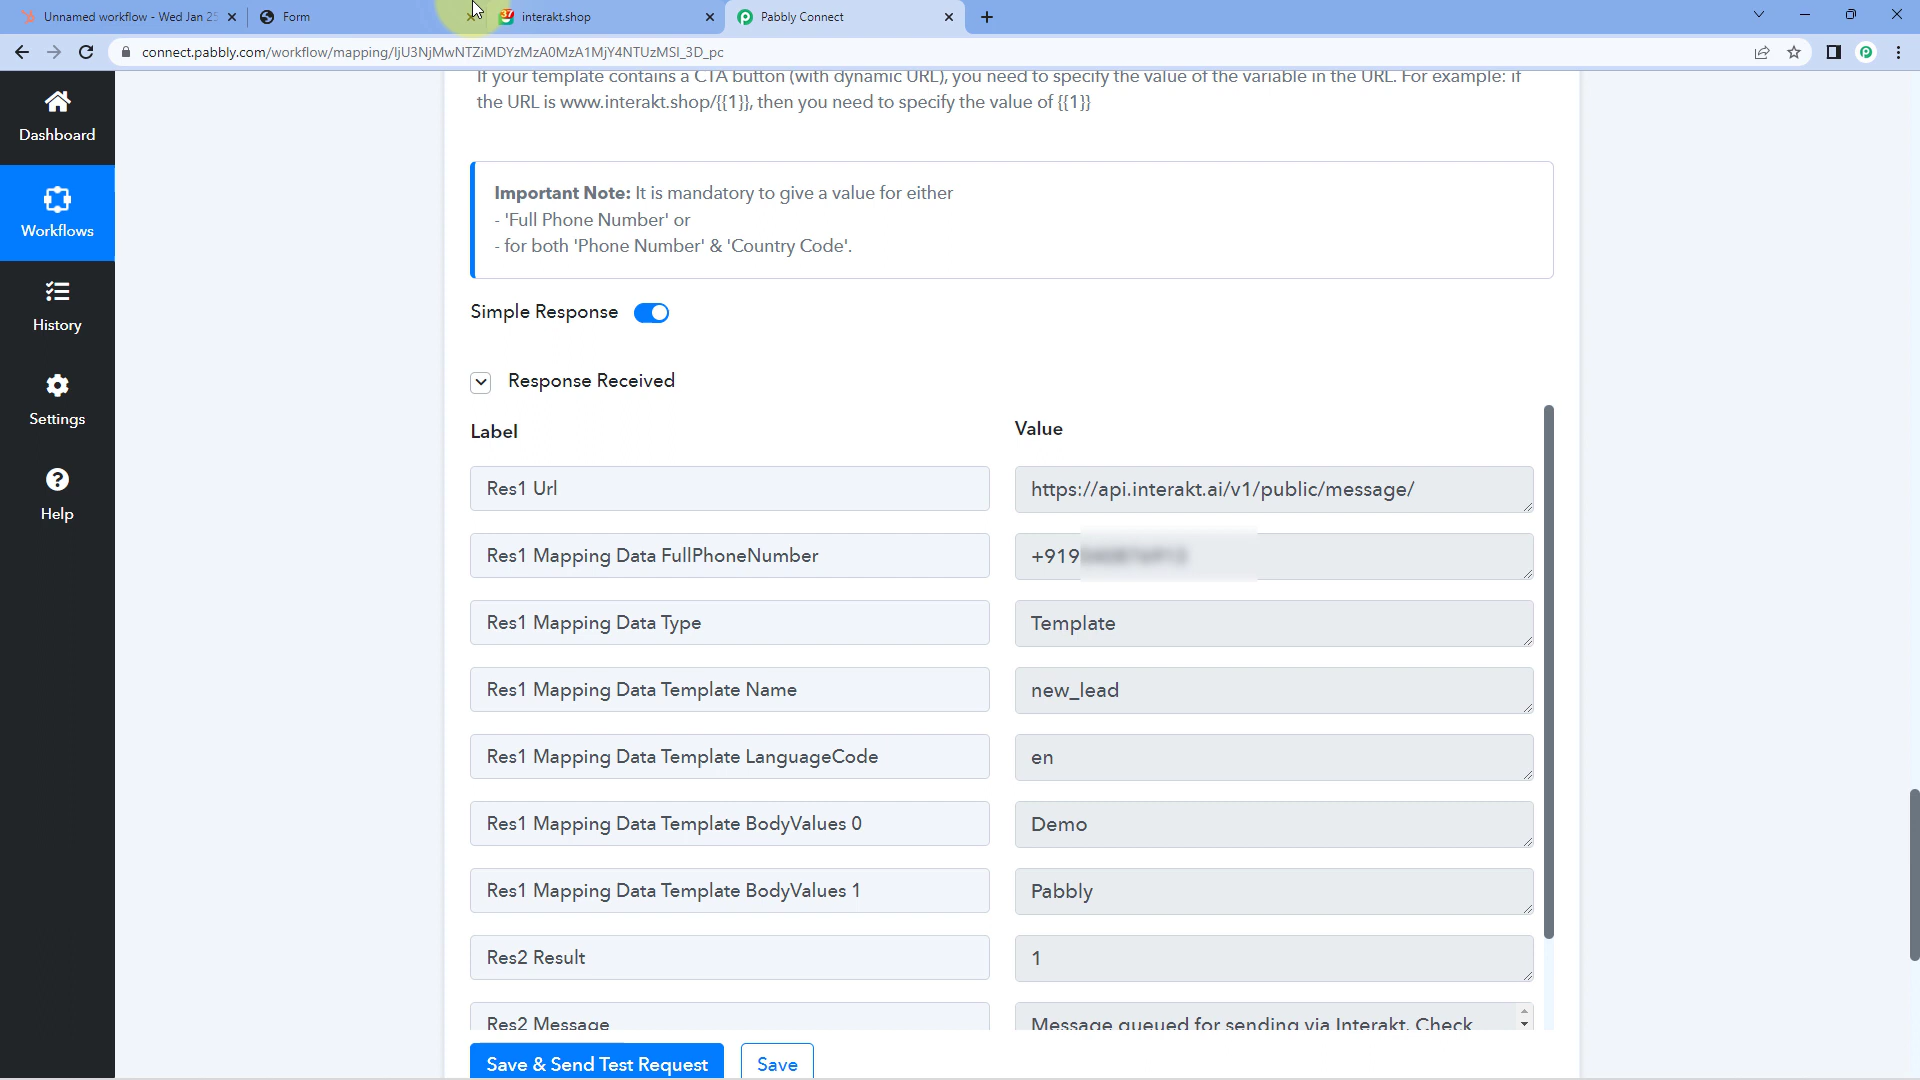 Unnamed workflow - Wed Jan 25
Form
interakt.shop
Pabbly Connect
connect.pabbly.com/workflow/mapping/IjU3NjMwNTZiMDYzMzA0MzA1MjY4NTUzMSI_3D_pc
If your template contains a CTA button (with dynamic URL), you need to specify the value of the variable in the URL. For example: if
the URL is www.interakt.shop/{{1}}, then you need to specify the value of {{1}}
Dashboard
Workflows
History
Settings
Help
Important Note: It is mandatory to give a value for either
- 'Full Phone Number' or
- for both 'Phone Number' & 'Country Code'.
Simple Response
Response Received
Label
Value
Res1 Url
https://api.interakt.ai/v1/public/message/
Res1 Mapping Data FullPhoneNumber
+919
Res1 Mapping Data Type
Template
Res1 Mapping Data Template Name
new_lead
Res1 Mapping Data Template LanguageCode
en
Res1 Mapping Data Template BodyValues 0
Demo
Res1 Mapping Data Template BodyValues 1
Pabbly
Res2 Result
1
Res2 Message
Message queued for sending via Interakt. Check
Save & Send Test Request
Save